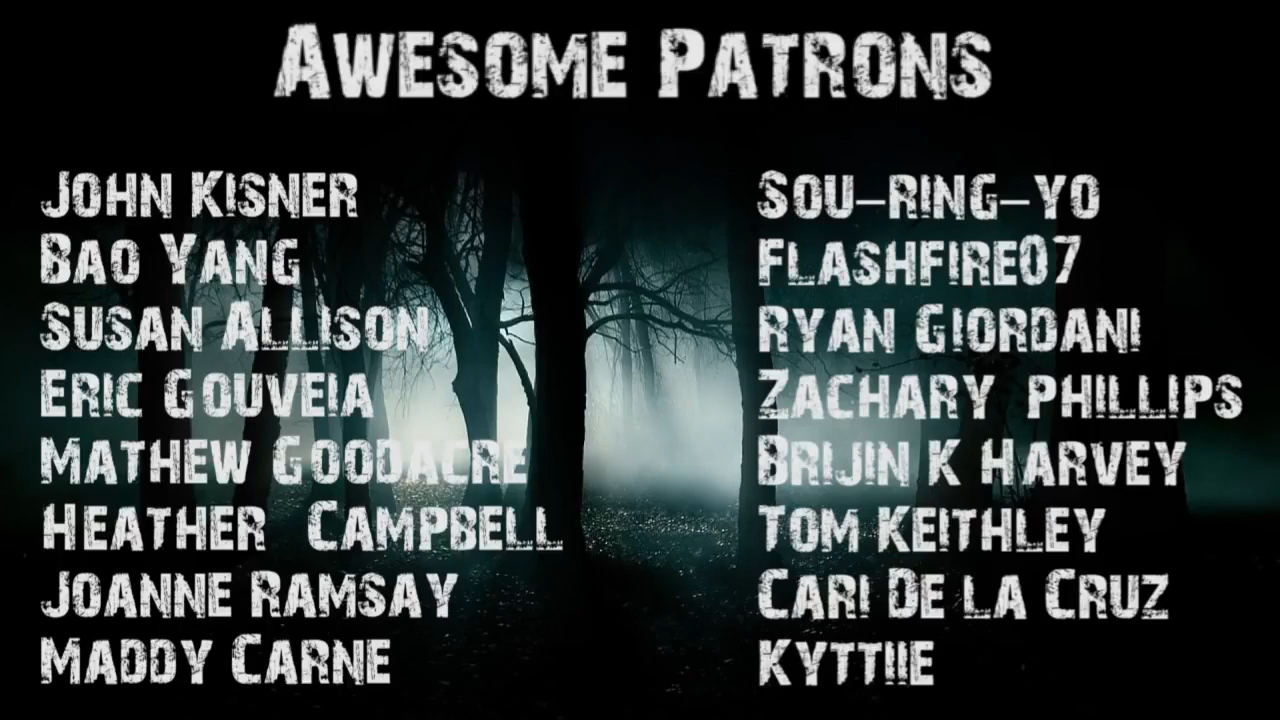 Awesome Patrons
John Kisner
Bao Yang
Susan Allison
Eric Gouveia
Mathew Goodacre
Heather Campbell
Joanne Ramsay
Maddy Carne
Sou-ring-yo
Flashfire07
Ryan Giordani
Zachary phillips
Brijin K Harvey
Tom Keithley
Cari De la Cruz
Kyttiie